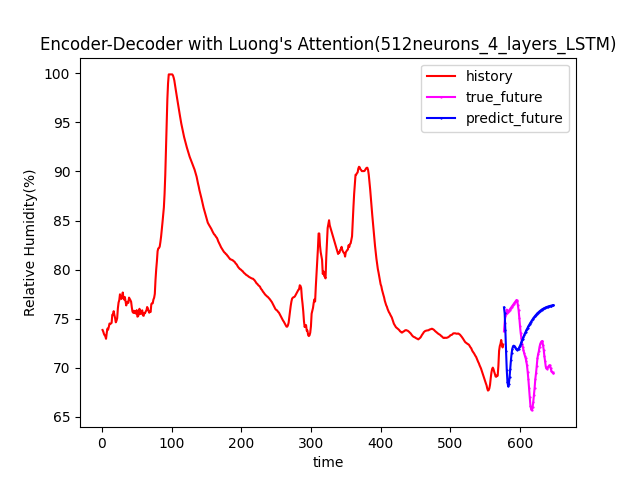 Encoder-Decoder with Luong's Attention(512neurons_4_layers_LSTM)
history
true_future
predict_future
Relative Humidity(%)
100
95
90
85
80
75
70
65
0 100 200 300 400 500 600
time